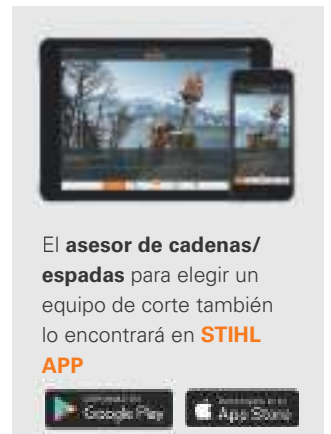 El asesor de cadenas/
espadas para elegir un
equipo de corte también
lo encontrará en STIHL
APP
Google Play
App Store